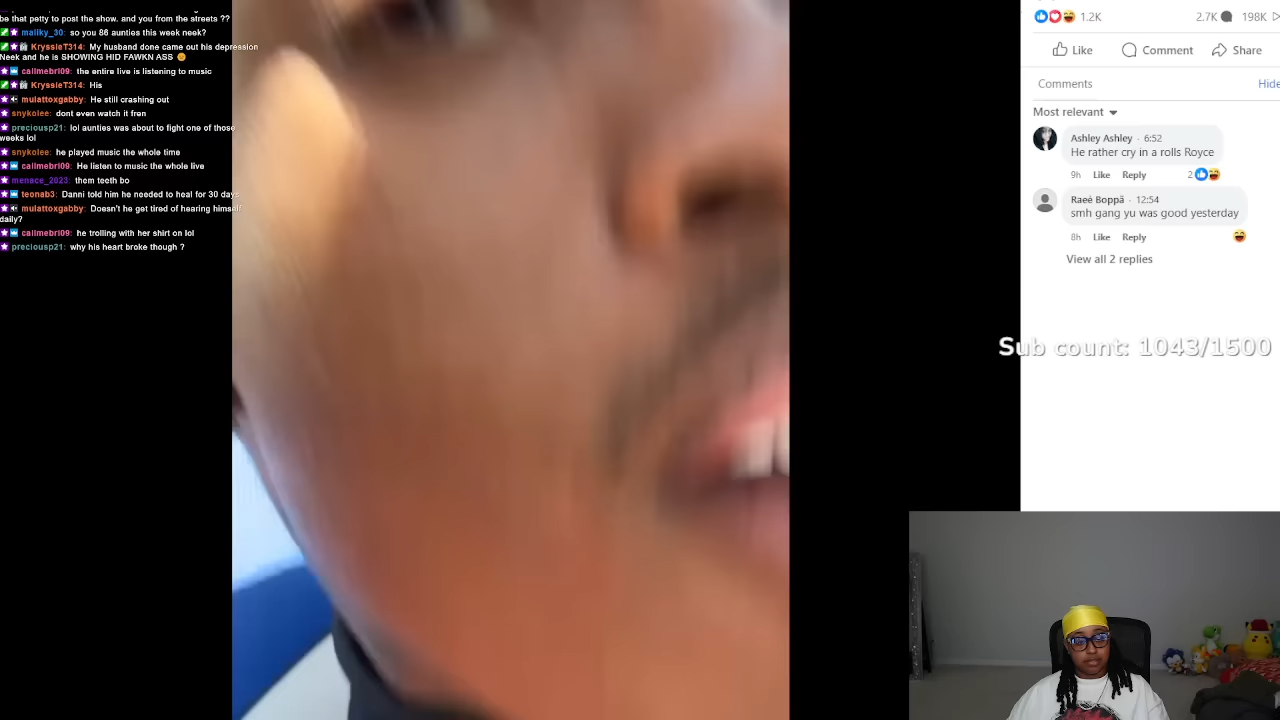 be that petty to post the show. and you from the streets ??
maliky_30: so you 86 aunties this week neek?
KryssieT314: My husband done came out his depression
Neek and he is SHOWING HID FAWKN ASS
callmebri09: the entire live is listening to music
KryssieT314: His
mulattoxgabby: He still crashing out
snykolee: dont even watch it fren
preciousp21: lol aunties was about to fight one of those
weeks lol
snykolee: he played music the whole time
callmebri09: He listen to music the whole live
menace_2023: them teeth bo
teonab3: Danni told him he needed to heal for 30 days
mulattoxgabby: Doesn't he get tired of hearing himself
daily?
callmebri09: he trolling with her shirt on lol
preciousp21: why his heart broke though ?
1.2K 2.7K 198K
Like Comment Share
Comments Hide
Most relevant
Ashley Ashley · 6:52
He rather cry in a rolls Royce
9h Like Reply 2
Raeé Boppã · 12:54
smh gang yu was good yesterday
8h Like Reply
View all 2 replies
Sub count: 1043/1500